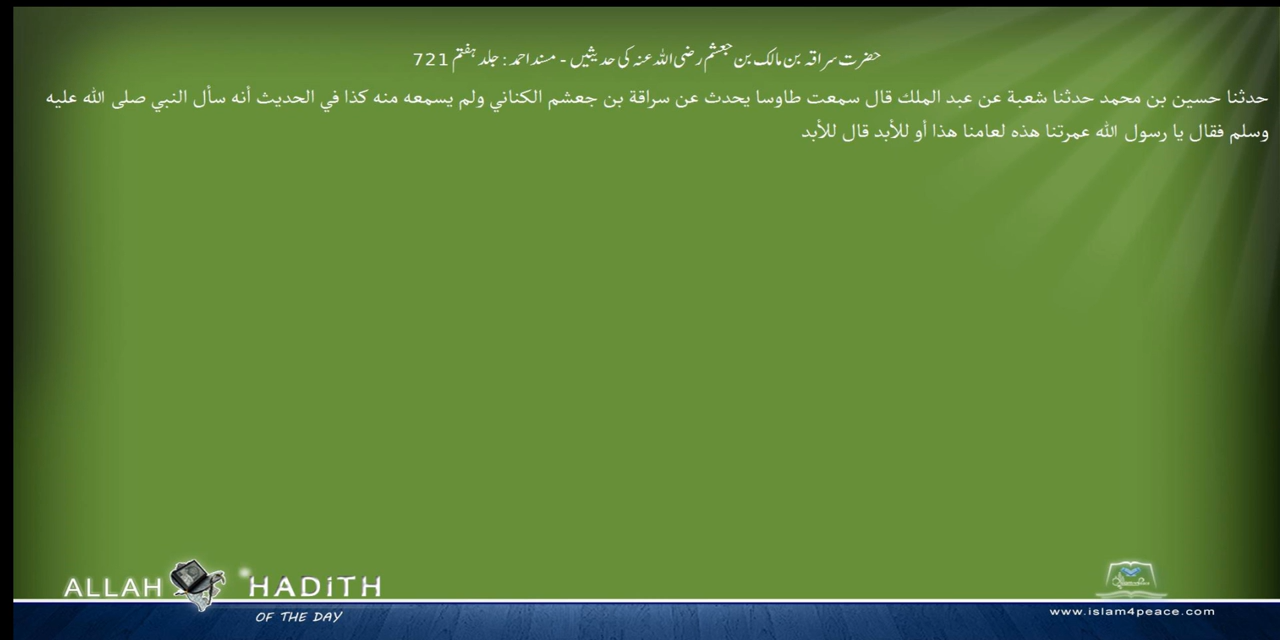 حضرت سراقہ بن مالک بن جعشم رضی اللہ عنہ کی حدیثیں - مسند احمد : جلد ہفتم 721
حدثنا حسين بن محمد حدثنا شعبة عن عبد الملك قال سمعت طاوسا يحدث عن سراقة بن جعشم الكناني ولم يسمعه منه كذا في الحديث أنه سأل النبي صلى الله عليه
وسلم فقال يا رسول الله عمرتنا هذه لعامنا هذا أو للأبد قال للأبد
ALLAH HADITH
OF THE DAY
www.islam4peace.com